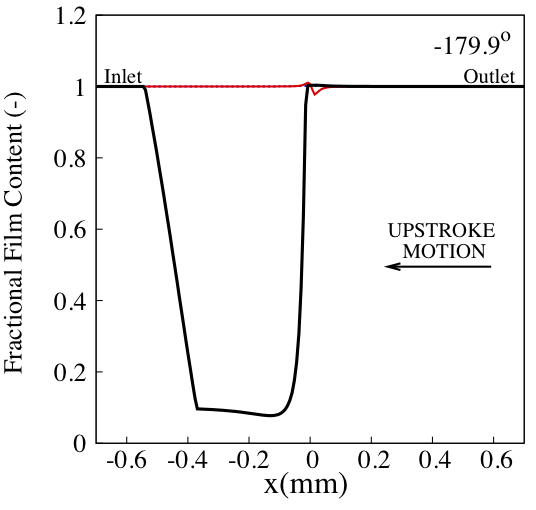 1.2
-179.9o
Inlet
Outlet
1
0.8
0.6
0.4
0.2
0
Fractional Film Content (-)
UPSTROKE
MOTION
-0.6 -0.4 -0.2 0 0.2 0.4 0.6
x(mm)